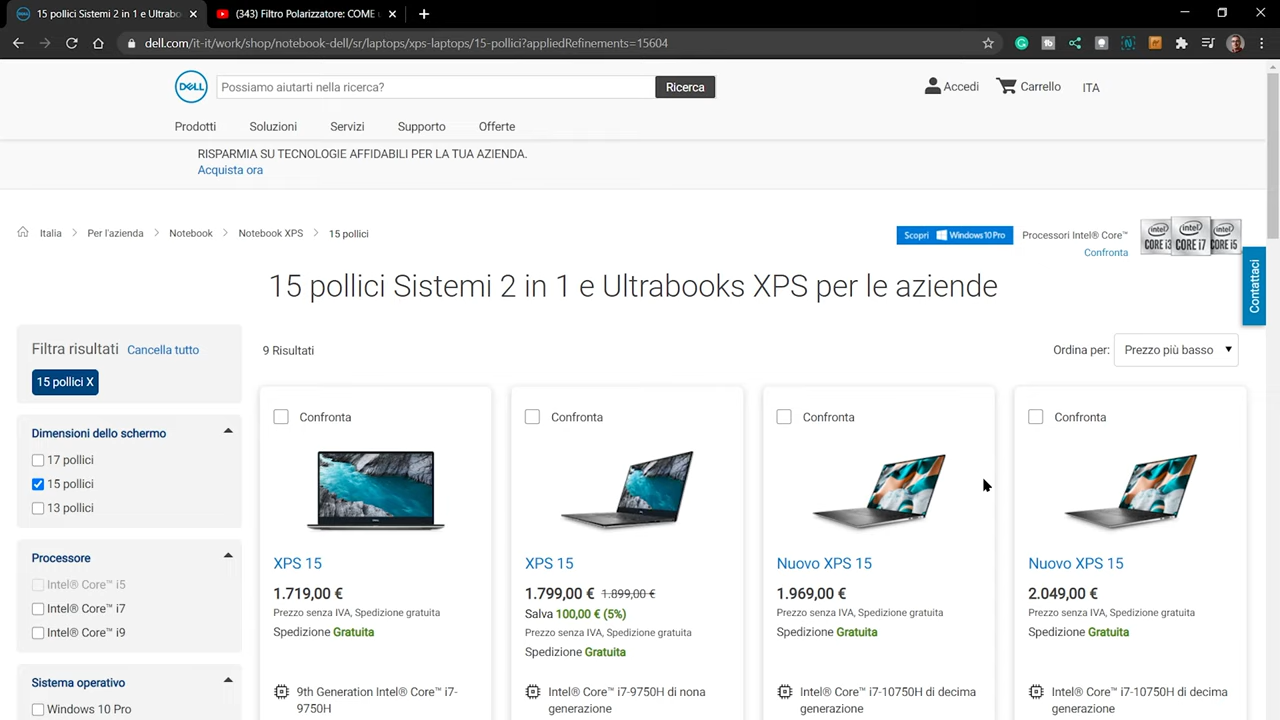 15 pollici Sistemi 2 in 1 e Ultrabo
(343) Filtro Polarizzatore: COME
dell.com/it-it/work/shop/notebook-dell/sr/laptops/xps-laptops/15-pollici?appliedRefinements=15604
DELL
Possiamo aiutarti nella ricerca?
Ricerca
Accedi
Carrello
ITA
Prodotti
Soluzioni
Servizi
Supporto
Offerte
RISPARMIA SU TECNOLOGIE AFFIDABILI PER LA TUA AZIENDA.
Acquista ora
Italia > Per l'azienda > Notebook > Notebook XPS > 15 pollici
Scopri Windows 10 Pro
Processori Intel® Core™
Confronta
intel CORE i3
intel CORE i7
intel CORE i5
Contattaci
15 pollici Sistemi 2 in 1 e Ultrabooks XPS per le aziende
Filtra risultati Cancella tutto
15 pollici X
9 Risultati
Ordina per: Prezzo più basso
Dimensioni dello schermo
17 pollici
15 pollici
13 pollici
Processore
Intel® Core™ i5
Intel® Core™ i7
Intel® Core™ i9
Sistema operativo
Windows 10 Pro
Confronta
XPS 15
1.719,00 €
Prezzo senza IVA, Spedizione gratuita
Spedizione Gratuita
9th Generation Intel® Core™ i7-
9750H
Confronta
XPS 15
1.799,00 € 1.899,00 €
Salva 100,00 € (5%)
Prezzo senza IVA, Spedizione gratuita
Spedizione Gratuita
Intel® Core™ i7-9750H di nona
generazione
Confronta
Nuovo XPS 15
1.969,00 €
Prezzo senza IVA, Spedizione gratuita
Spedizione Gratuita
Intel® Core™ i7-10750H di decima
generazione
Confronta
Nuovo XPS 15
2.049,00 €
Prezzo senza IVA, Spedizione gratuita
Spedizione Gratuita
Intel® Core™ i7-10750H di decima
generazione